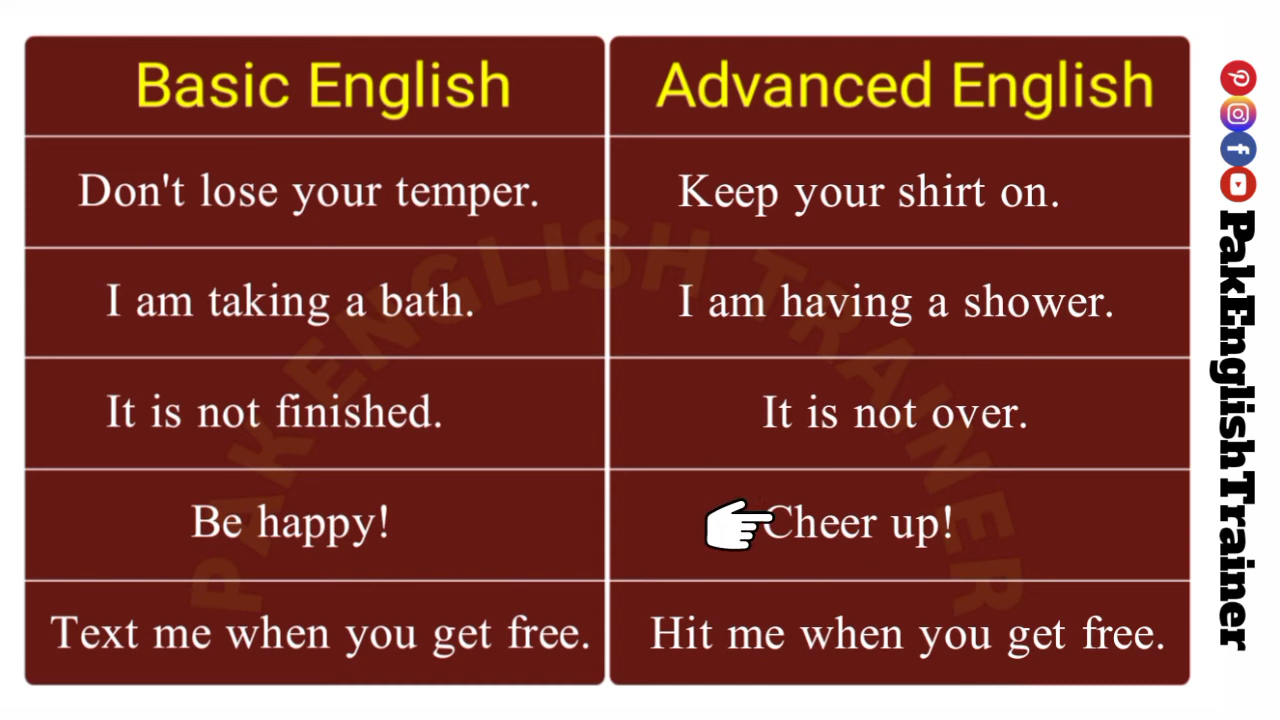 Basic English
Advanced English
Don't lose your temper.
Keep your shirt on.
I am taking a bath.
I am having a shower.
It is not finished.
It is not over.
Be happy!
Cheer up!
Text me when you get free.
Hit me when you get free.
PAK ENGLISH TRAINER
PakEnglishTrainer